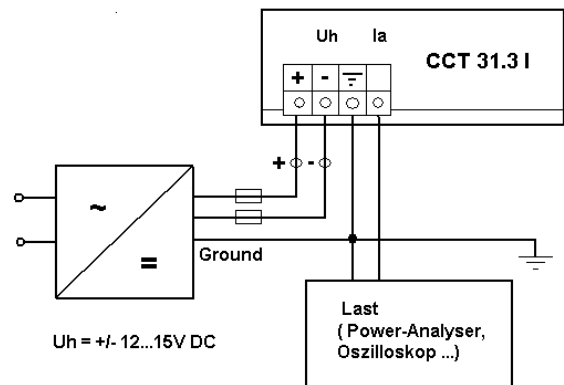 Uh Ia
CCT 31.3 I
+ -
+ -
~
=
Ground
Uh = +/- 12...15V DC
Last
( Power-Analyser,
Oszilloskop ...)